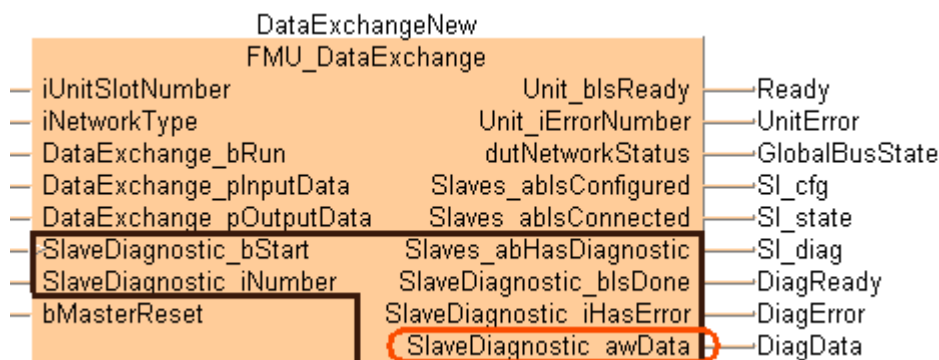 DataExchangeNew
FMU_DataExchange
iUnitSlotNumber Unit_bIsReady Ready
iNetworkType Unit_iErrorNumber UnitError
DataExchange_bRun dutNetworkStatus GlobalBusState
DataExchange_pInputData Slaves_abIsConfigured Sl_cfg
DataExchange_pOutputData Slaves_abIsConnected Sl_state
SlaveDiagnostic_bStart Slaves_abHasDiagnostic Sl_diag
SlaveDiagnostic_iNumber SlaveDiagnostic_bIsDone DiagReady
bMasterReset SlaveDiagnostic_iHasError DiagError
SlaveDiagnostic_awData DiagData